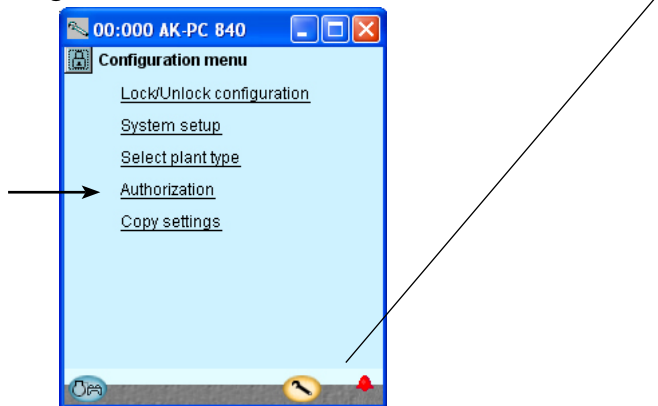 00:000 AK-PC 840
Configuration menu
Lock/Unlock configuration
System setup
Select plant type
Authorization
Copy settings